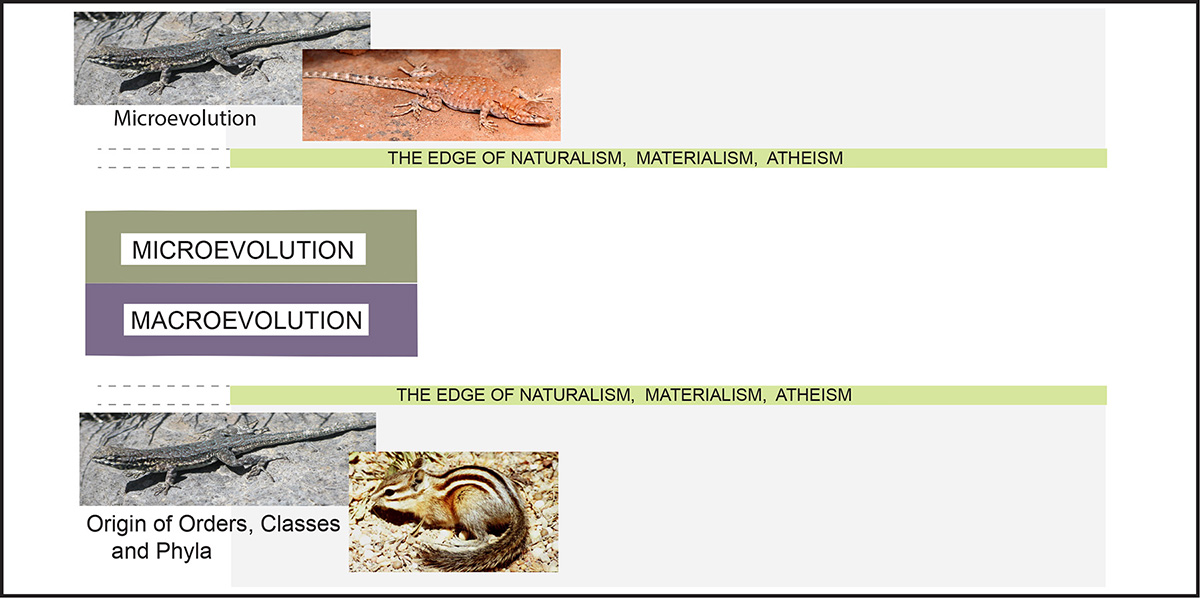 Microevolution
THE EDGE OF NATURALISM, MATERIALISM, ATHEISM
MICROEVOLUTION
MACROEVOLUTION
THE EDGE OF NATURALISM, MATERIALISM, ATHEISM
Origin of Orders, Classes
and Phyla